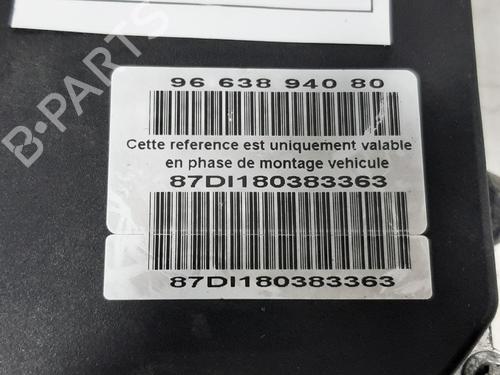 B-PARTS
96 638 940 80
Cette reference est uniquement valable
en phase de montage vehicule
87DI180383363
87DI180383363